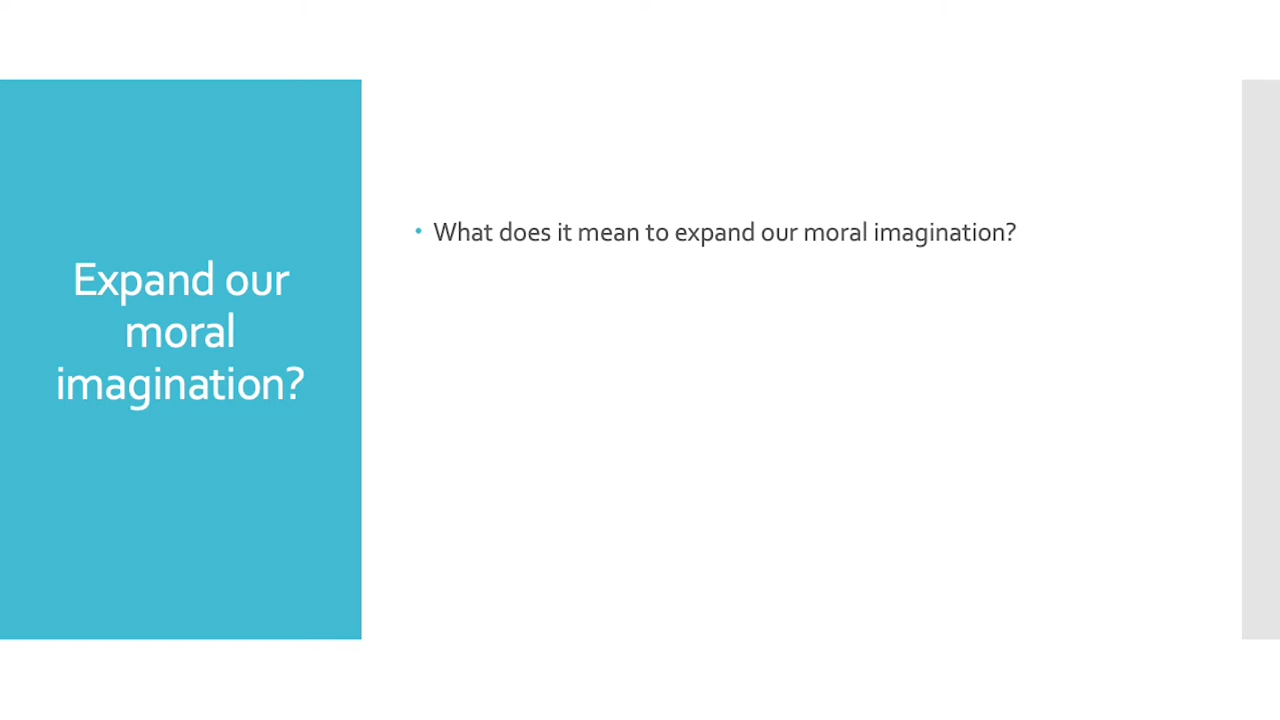 Expand our
moral
imagination?
• What does it mean to expand our moral imagination?